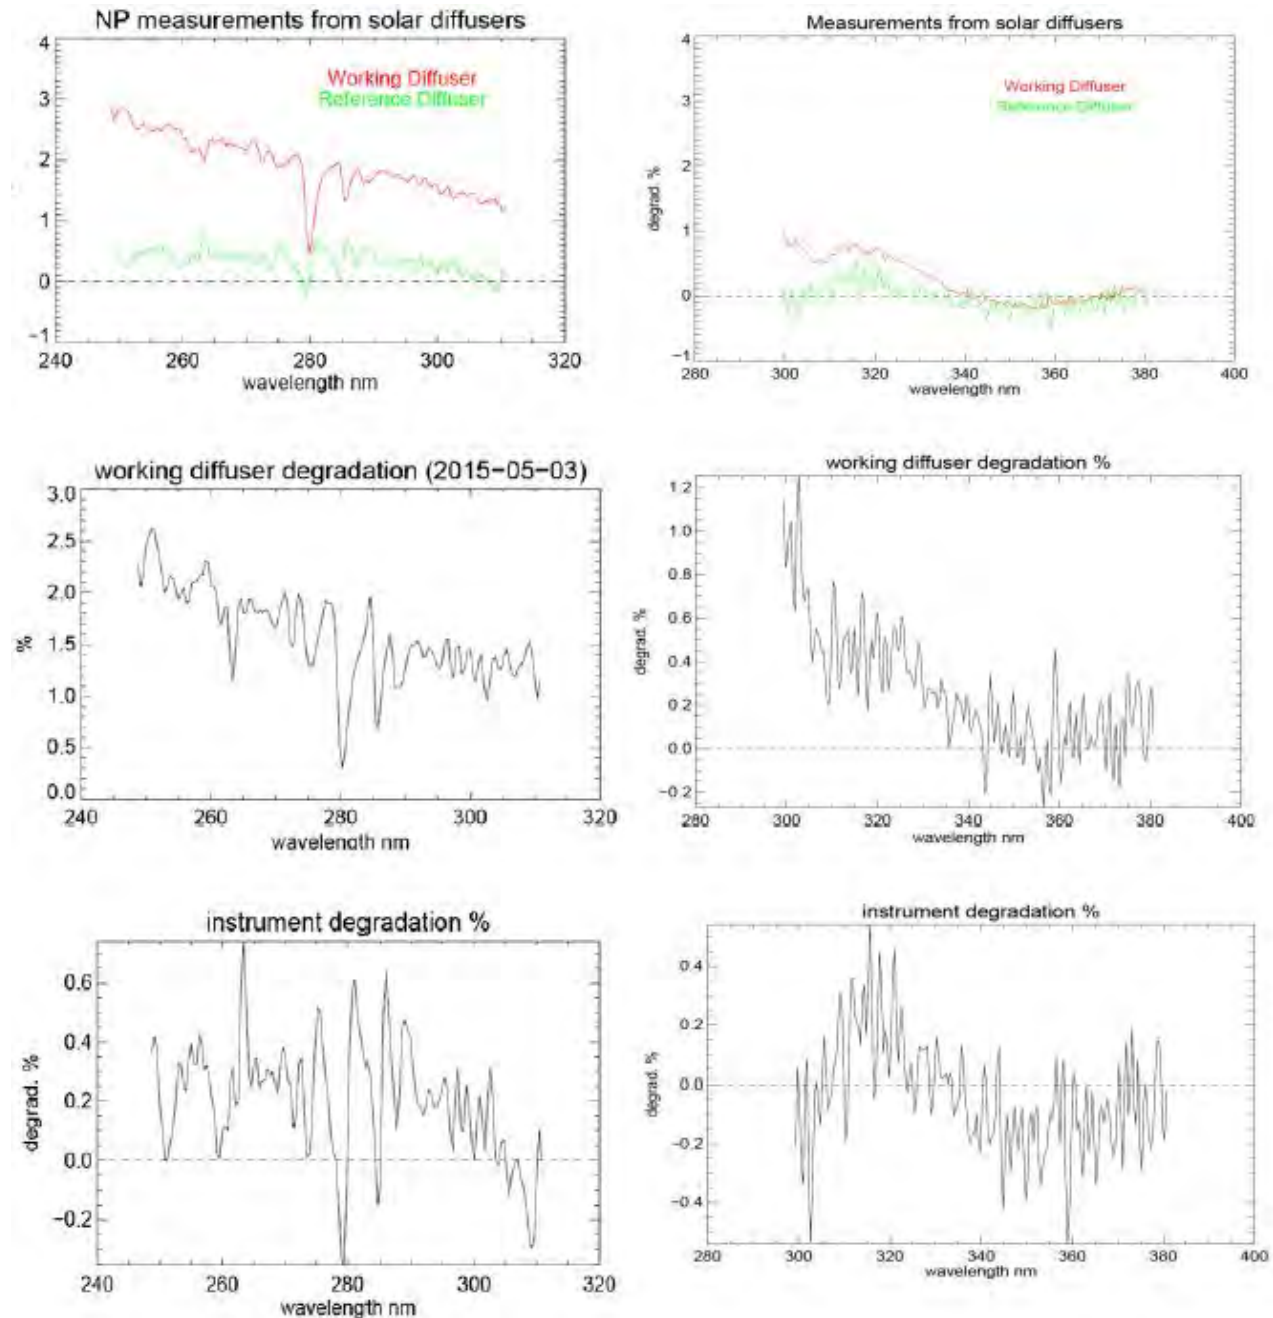 NP measurements from solar diffusers
4
3
2
1
0
−1
Working Diffuser
Reference Diffuser
240 260 280 300 320
wavelength nm
Measurements from solar diffusers
4
3
2
1
0
−1
degrad. %
Working Diffuser
Reference Diffuser
280 300 320 340 360 380 400
wavelength nm
working diffuser degradation (2015−05−03)
3.0
2.5
2.0
1.5
1.0
0.5
0.0
%
240 260 280 300 320
wavelength nm
working diffuser degradation %
1.2
1.0
0.8
0.6
0.4
0.2
0.0
−0.2
degrad. %
280 300 320 340 360 380 400
wavelength nm
instrument degradation %
0.6
0.4
0.2
0.0
−0.2
degrad. %
240 260 280 300 320
wavelength nm
instrument degradation %
0.4
0.2
0.0
−0.2
−0.4
degrad. %
280 300 320 340 360 380 400
wavelength nm